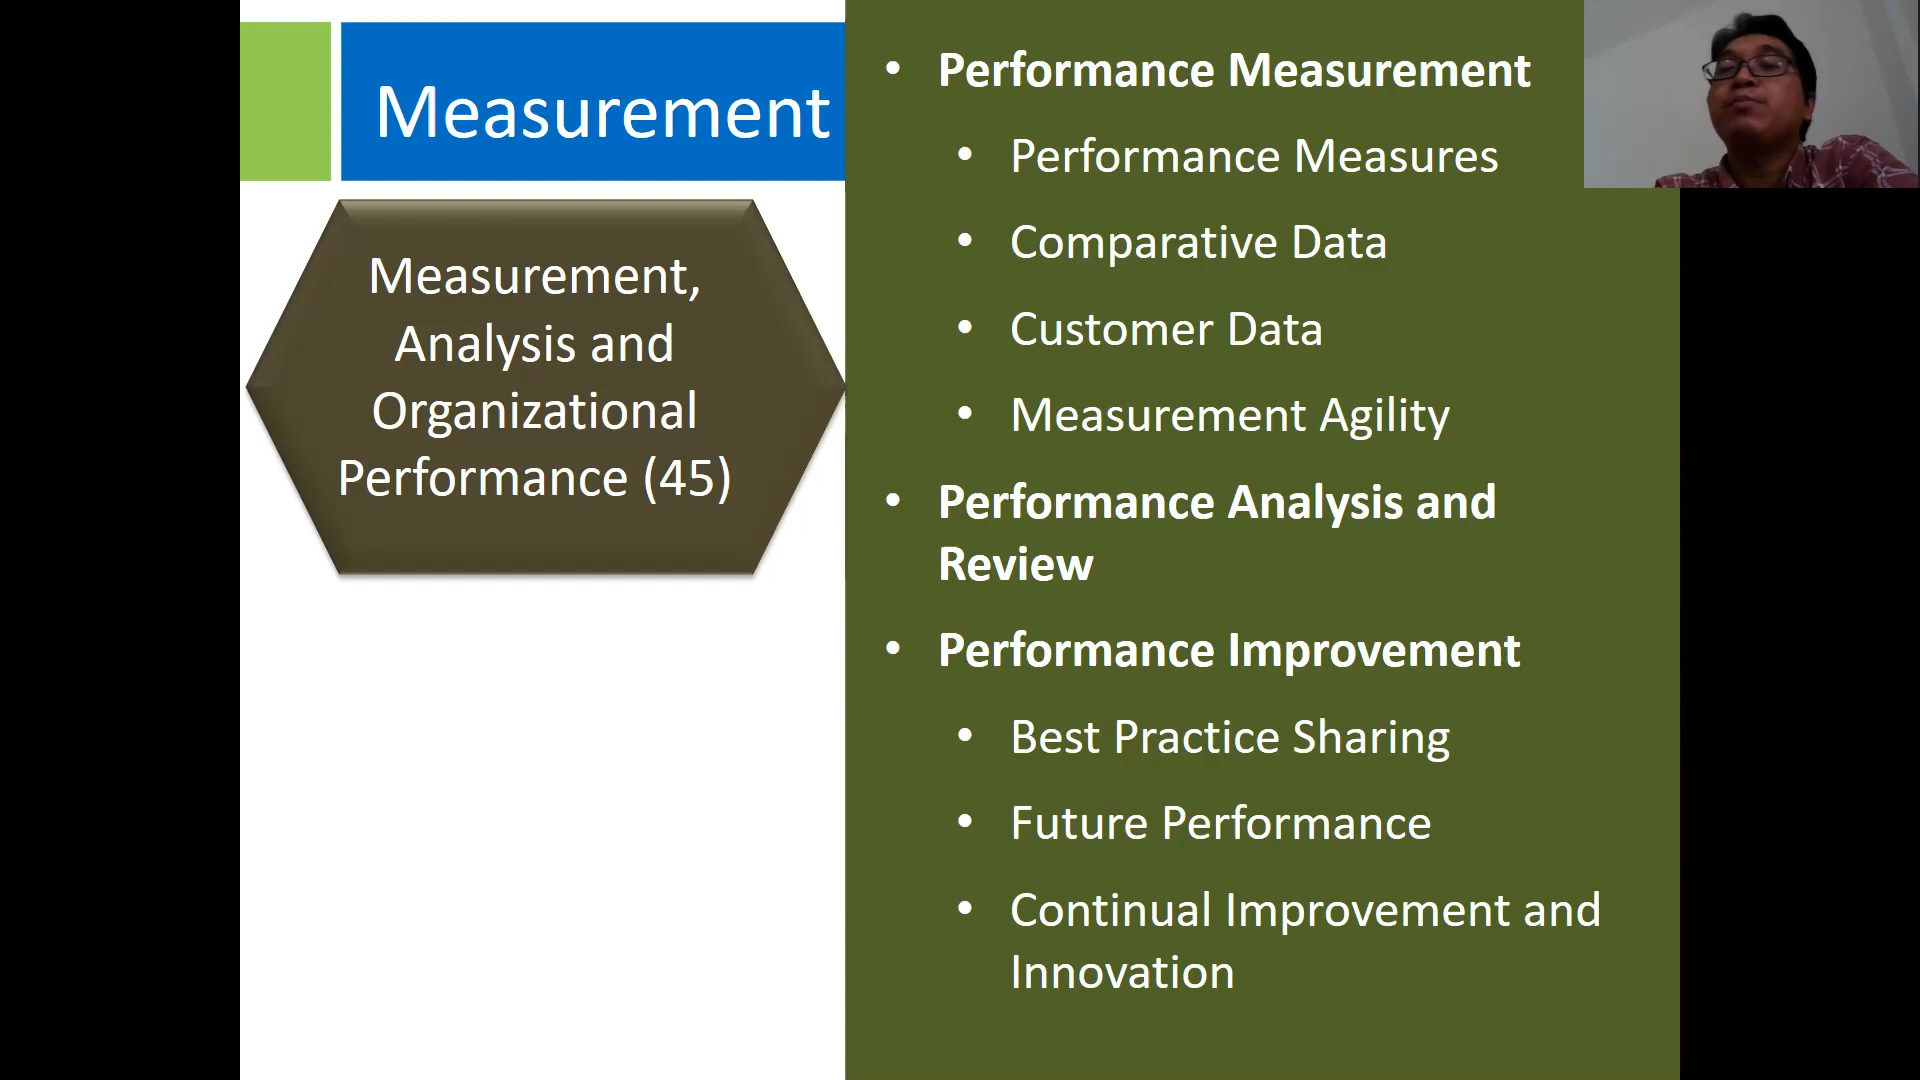 Measurement
Measurement,
Analysis and
Organizational
Performance (45)
• Performance Measurement
• Performance Measures
• Comparative Data
• Customer Data
• Measurement Agility
• Performance Analysis and
Review
• Performance Improvement
• Best Practice Sharing
• Future Performance
• Continual Improvement and
Innovation